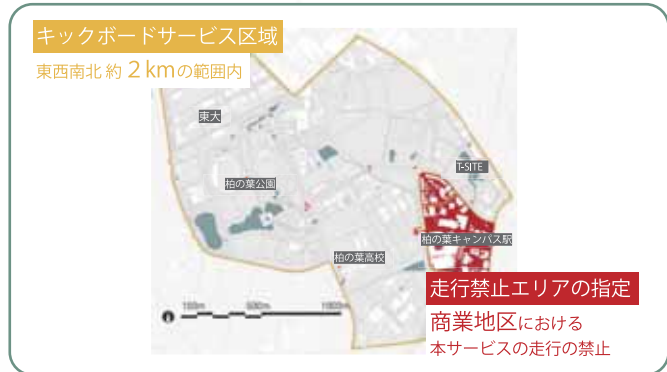 キックボードサービス区域
東西南北 約 2kmの範囲内
東大
T-SITE
柏の葉公園
柏の葉キャンパス駅
柏の葉高校
走行禁止エリアの指定
商業地区における
本サービスの走行の禁止
100m 500m 1000m